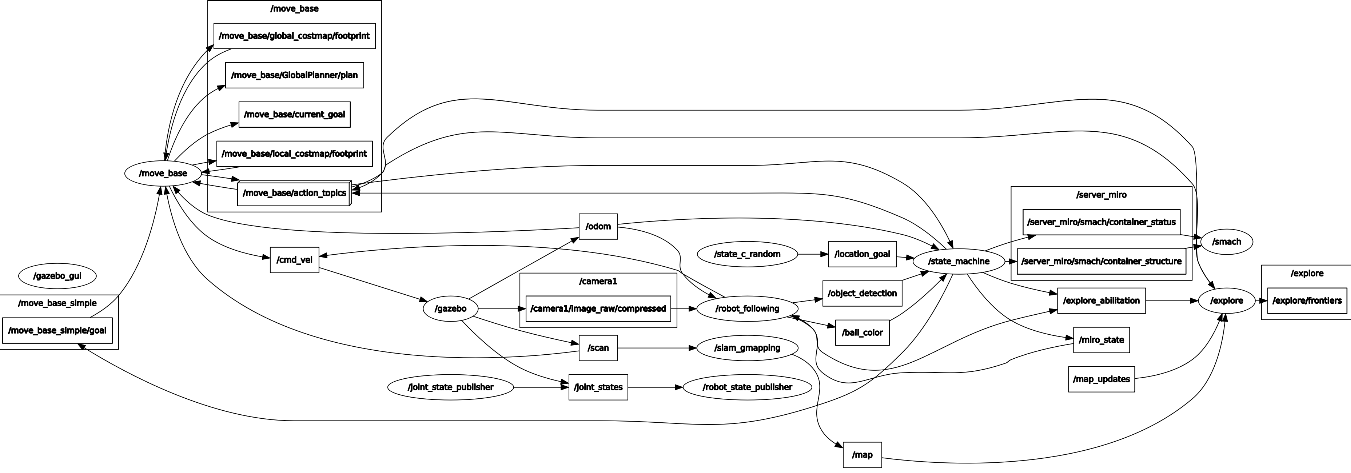 /move_base
/move_base/global_costmap/footprint
/move_base/GlobalPlanner/plan
/move_base/current_goal
/move_base/local_costmap/footprint
/move_base
/move_base/action_topics
/server_miro
/server_miro/smach/container_status
/odom
/smach
/state_c_random
/location_goal
/cmd_vel
/state_machine
/server_miro/smach/container_structure
/gazebo_gui
/camera1
/explore
/object_detection
/move_base_simple
/explore_abilitation
/explore
/explore/frontiers
/gazebo
/camera1/image_raw/compressed
/robot_following
/move_base_simple/goal
/ball_color
/miro_state
/scan
/slam_gmapping
/map_updates
/joint_state_publisher
/joint_states
/robot_state_publisher
/map